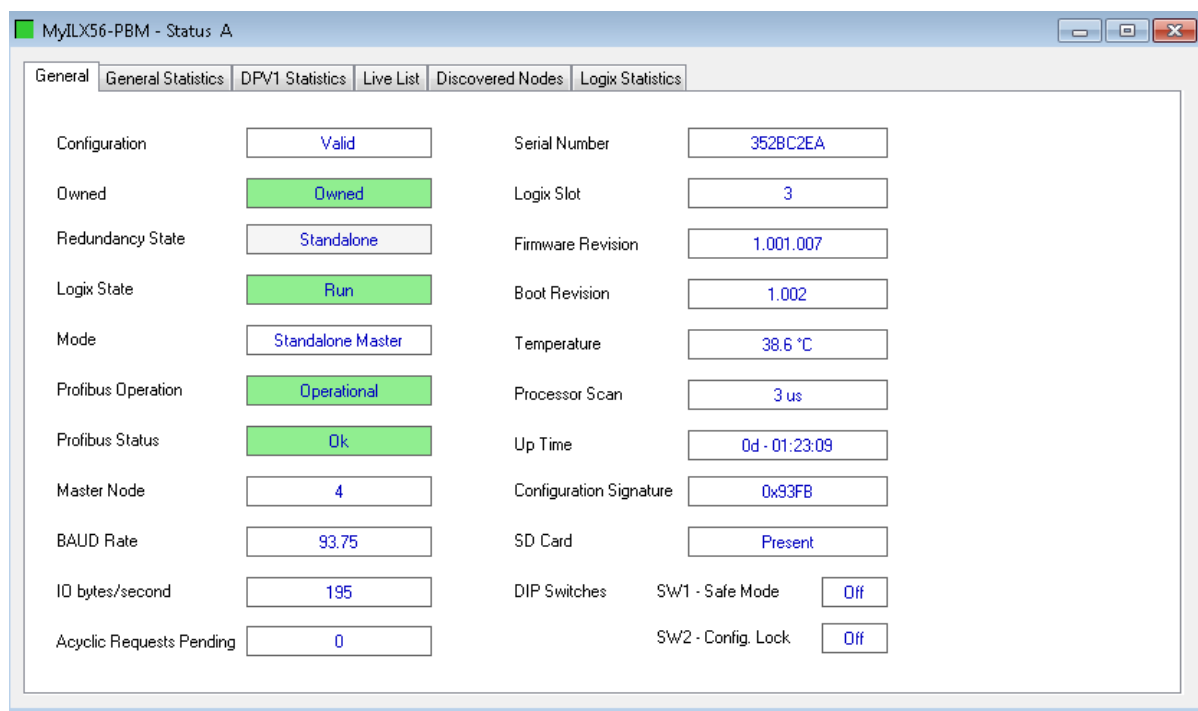 MyILX56-PBM - Status A
General General Statistics DPV1 Statistics Live List Discovered Nodes Logix Statistics
Configuration Valid
Owned Owned
Redundancy State Standalone
Logix State Run
Mode Standalone Master
Profibus Operation Operational
Profibus Status Ok
Master Node 4
BAUD Rate 93.75
IO bytes/second 195
Acyclic Requests Pending 0
Serial Number 352BC2EA
Logix Slot 3
Firmware Revision 1.001.007
Boot Revision 1.002
Temperature 38.6 °C
Processor Scan 3 us
Up Time 0d - 01:23:09
Configuration Signature 0x93FB
SD Card Present
DIP Switches SW1 - Safe Mode Off
SW2 - Config. Lock Off